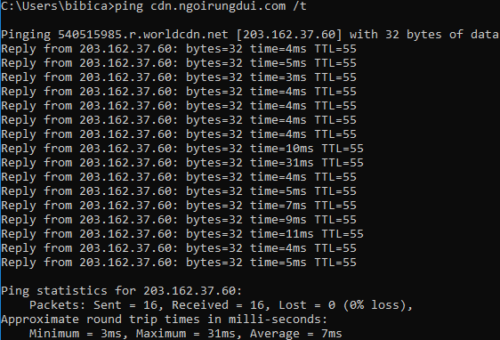 C:\Users\bibica>ping cdn.ngoirungdui.com /t
Pinging 540515985.r.worldcdn.net [203.162.37.60] with 32 bytes of data
Reply from 203.162.37.60: bytes=32 time=4ms TTL=55
Reply from 203.162.37.60: bytes=32 time=5ms TTL=55
Reply from 203.162.37.60: bytes=32 time=3ms TTL=55
Reply from 203.162.37.60: bytes=32 time=4ms TTL=55
Reply from 203.162.37.60: bytes=32 time=4ms TTL=55
Reply from 203.162.37.60: bytes=32 time=4ms TTL=55
Reply from 203.162.37.60: bytes=32 time=4ms TTL=55
Reply from 203.162.37.60: bytes=32 time=10ms TTL=55
Reply from 203.162.37.60: bytes=32 time=31ms TTL=55
Reply from 203.162.37.60: bytes=32 time=4ms TTL=55
Reply from 203.162.37.60: bytes=32 time=5ms TTL=55
Reply from 203.162.37.60: bytes=32 time=7ms TTL=55
Reply from 203.162.37.60: bytes=32 time=9ms TTL=55
Reply from 203.162.37.60: bytes=32 time=11ms TTL=55
Reply from 203.162.37.60: bytes=32 time=4ms TTL=55
Reply from 203.162.37.60: bytes=32 time=5ms TTL=55
Ping statistics for 203.162.37.60:
Packets: Sent = 16, Received = 16, Lost = 0 (0% loss),
Approximate round trip times in milli-seconds:
Minimum = 3ms, Maximum = 31ms, Average = 7ms